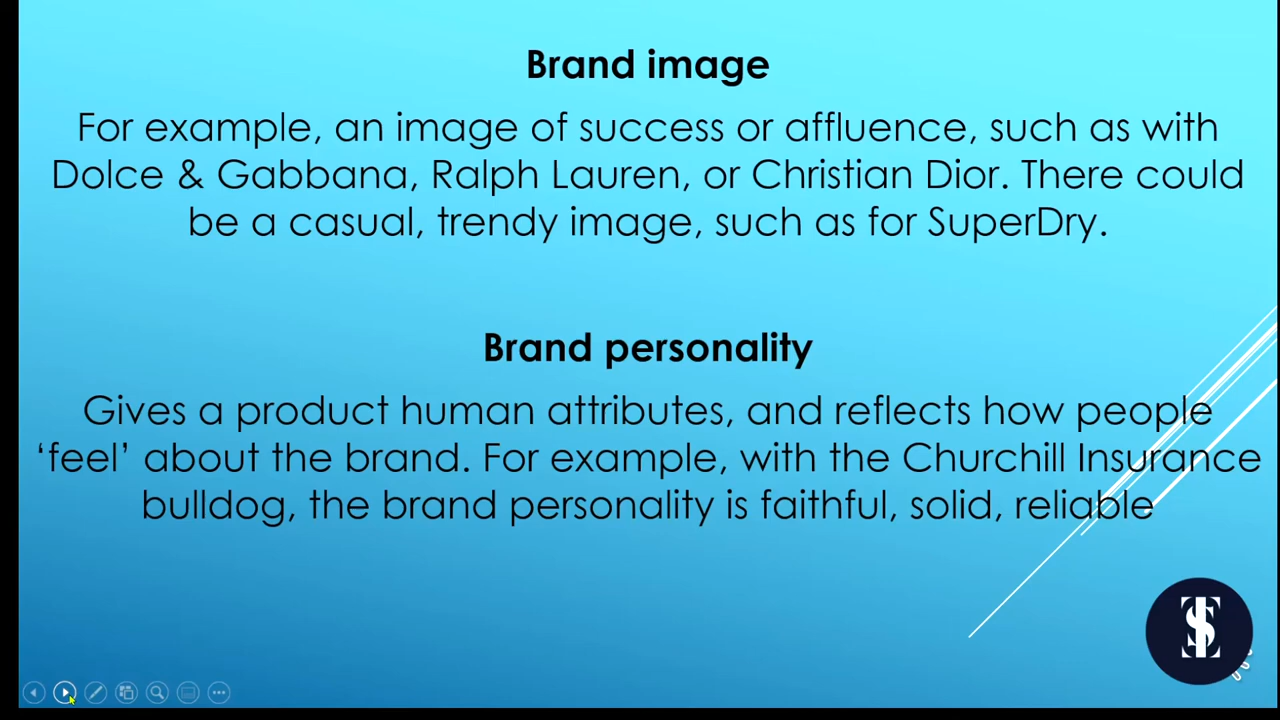 Brand image
For example, an image of success or affluence, such as with
Dolce & Gabbana, Ralph Lauren, or Christian Dior. There could
be a casual, trendy image, such as for SuperDry.
Brand personality
Gives a product human attributes, and reflects how people
‘feel’ about the brand. For example, with the Churchill Insurance
bulldog, the brand personality is faithful, solid, reliable